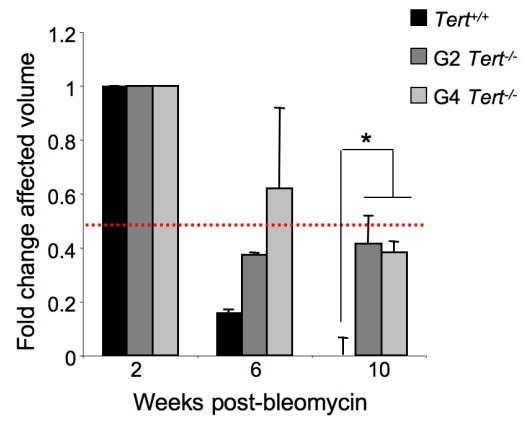 Tert+/+
G2 Tert-/-
G4 Tert-/-
Fold change affected volume
1.2
1
0.8
0.6
0.4
0.2
0
*
2 6 10
Weeks post-bleomycin